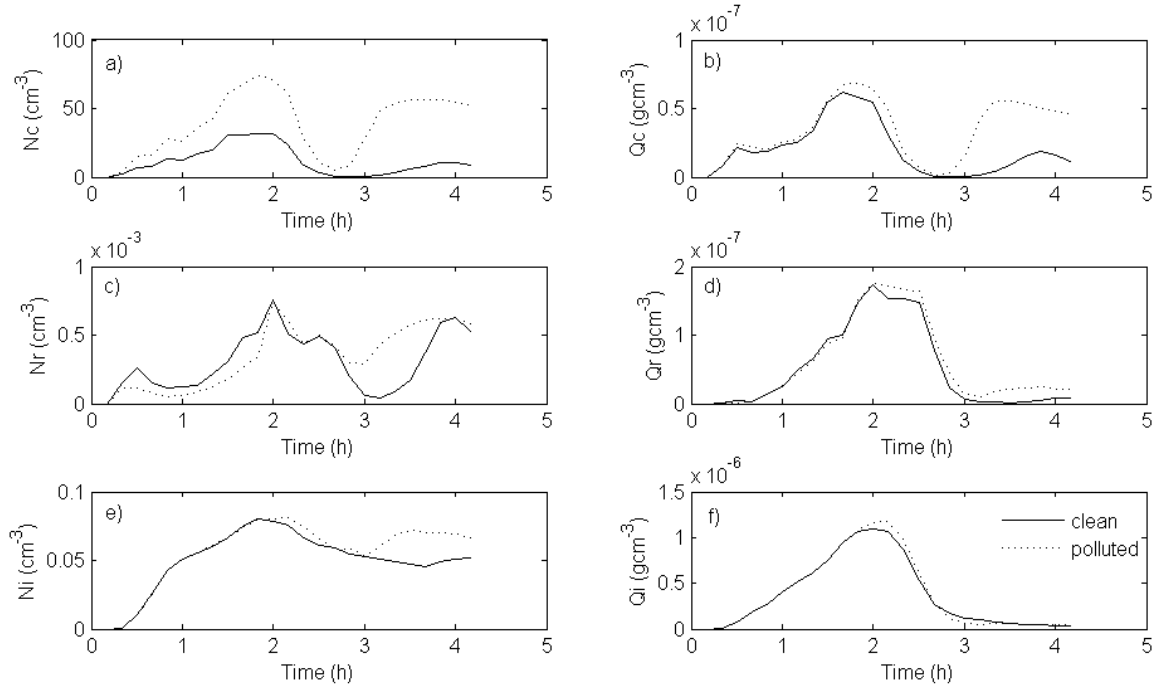 100
50
0
a)
Nc (cm-3)
0 1 2 3 4 5
Time (h)
x 10-7
1
0.5
0
b)
Qc (gcm-3)
0 1 2 3 4 5
Time (h)
x 10-3
1
0.5
0
c)
Nr (cm-3)
0 1 2 3 4 5
Time (h)
x 10-7
2
1
0
d)
Qr (gcm-3)
0 1 2 3 4 5
Time (h)
0.1
0.05
0
e)
Ni (cm-3)
0 1 2 3 4 5
Time (h)
x 10-6
1.5
1
0.5
0
f)
Qi (gcm-3)
clean
polluted
0 1 2 3 4 5
Time (h)